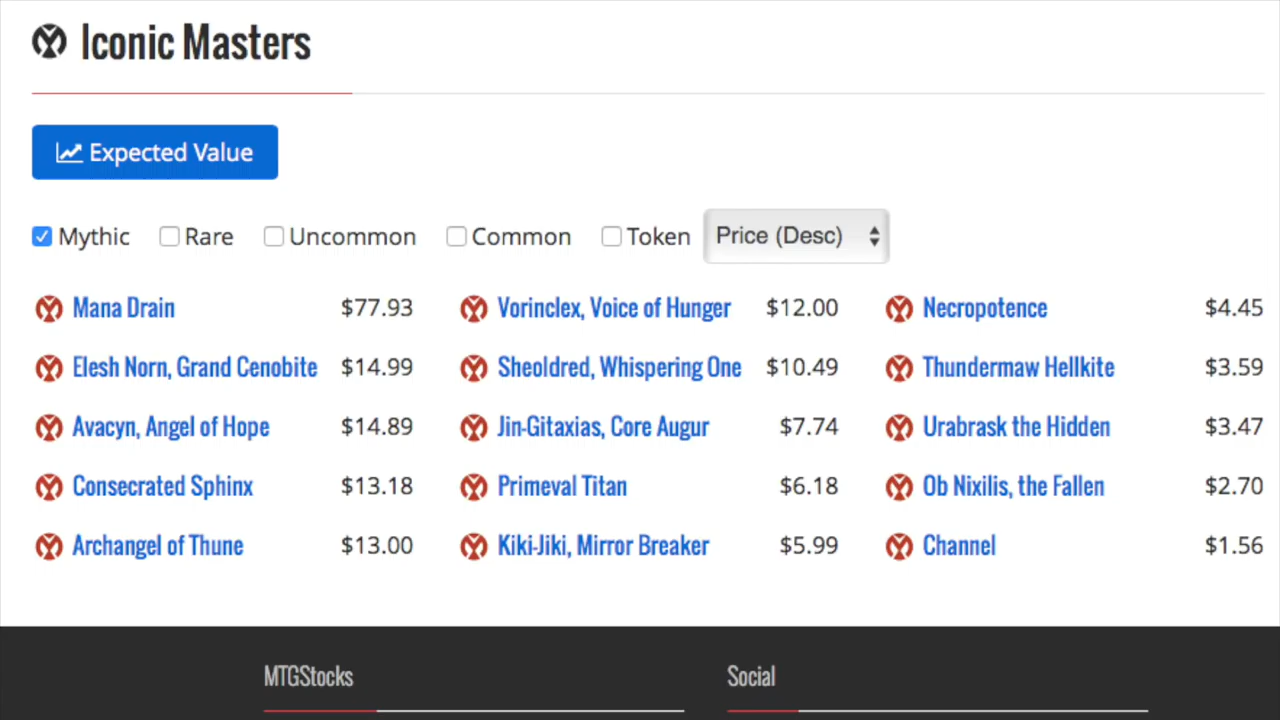 Iconic Masters
Expected Value
Mythic Rare Uncommon Common Token Price (Desc)
Mana Drain $77.93
Elesh Norn, Grand Cenobite $14.99
Avacyn, Angel of Hope $14.89
Consecrated Sphinx $13.18
Archangel of Thune $13.00
Vorinclex, Voice of Hunger $12.00
Sheoldred, Whispering One $10.49
Jin-Gitaxias, Core Augur $7.74
Primeval Titan $6.18
Kiki-Jiki, Mirror Breaker $5.99
Necropotence $4.45
Thundermaw Hellkite $3.59
Urabrask the Hidden $3.47
Ob Nixilis, the Fallen $2.70
Channel $1.56
MTGStocks
Social